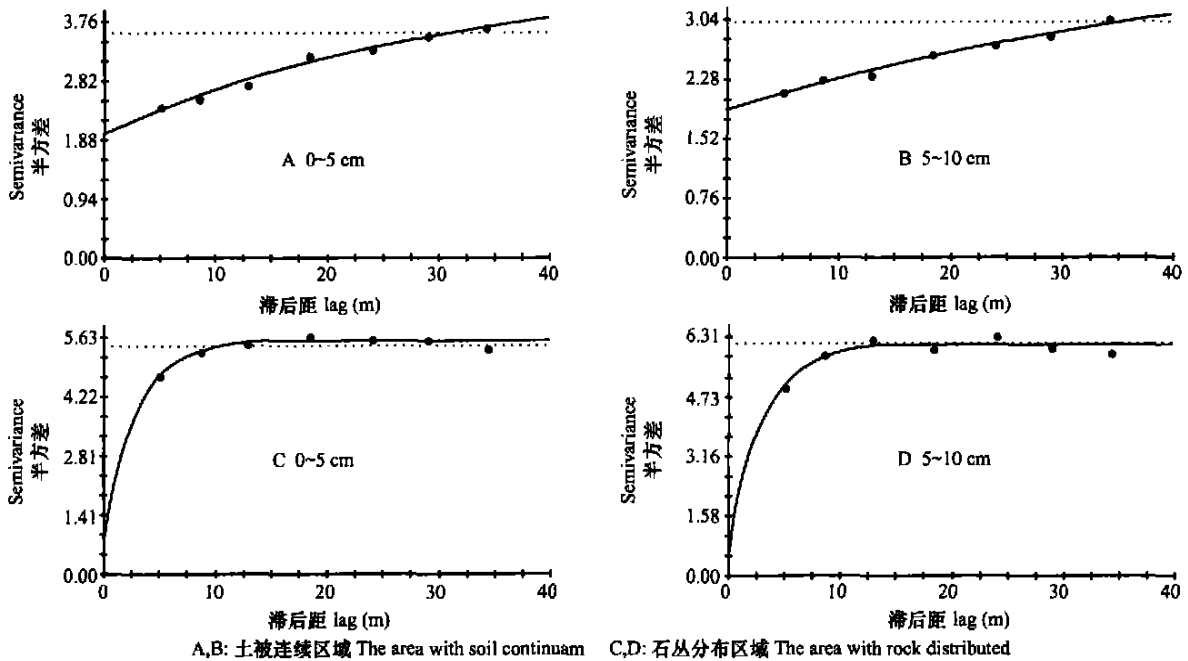 3.76
2.82
1.88
0.94
0.00
Semivariance
半方差
A 0~5 cm
0 10 20 30 40
滞后距 lag (m)
3.04
2.28
1.52
0.76
0.00
Semivariance
半方差
B 5~10 cm
0 10 20 30 40
滞后距 lag (m)
5.63
4.22
2.81
1.41
0.00
Semivariance
半方差
C 0~5 cm
0 10 20 30 40
滞后距 lag (m)
6.31
4.73
3.16
1.58
0.00
Semivariance
半方差
D 5~10 cm
0 10 20 30 40
滞后距 lag (m)
A,B: 土被连续区域 The area with soil continuam C,D: 石丛分布区域 The area with rock distributed